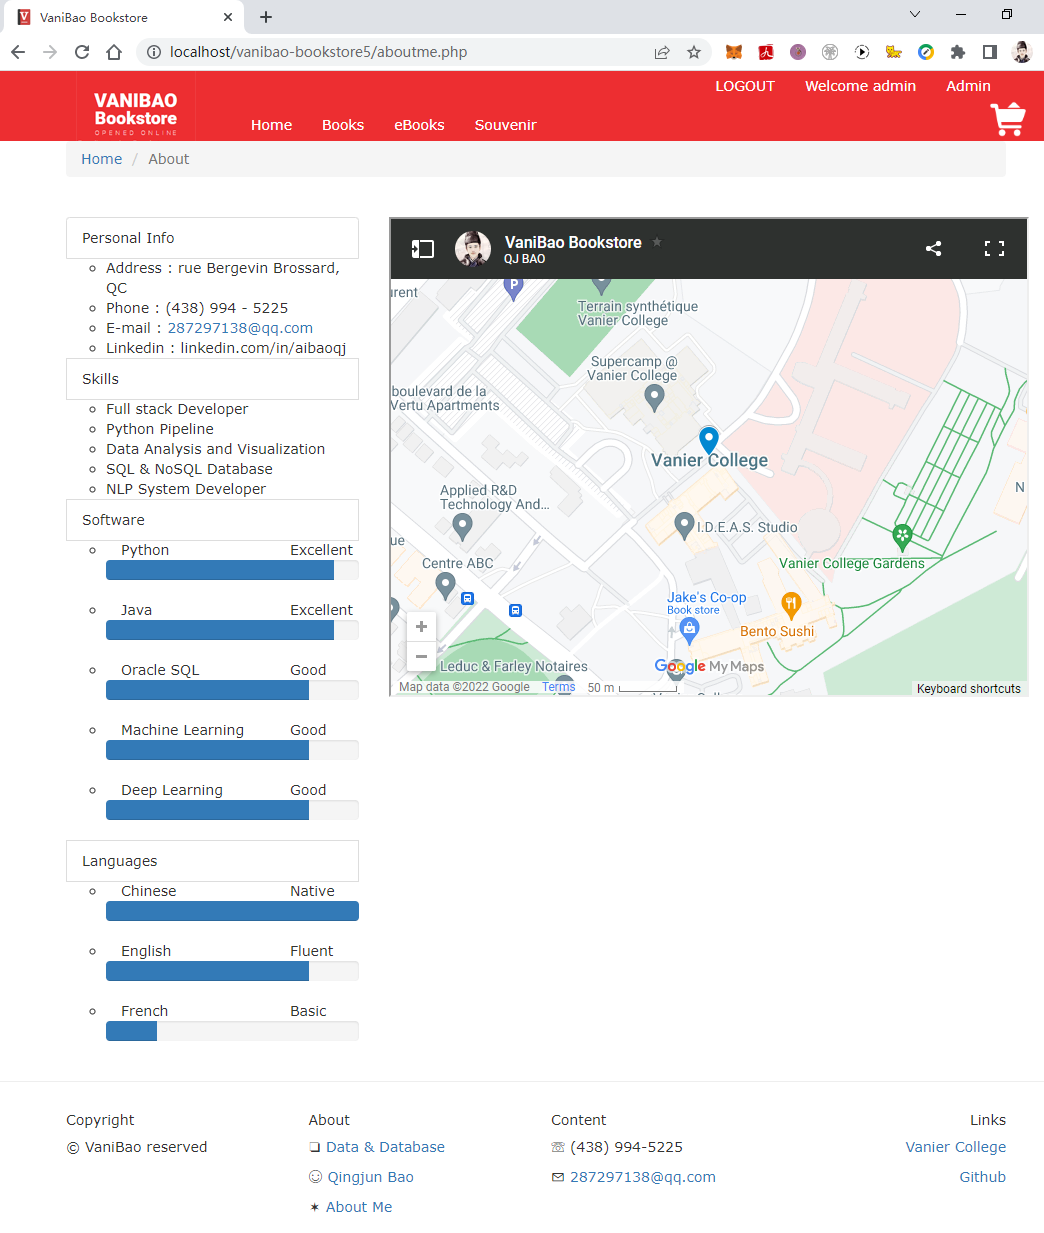 VaniBao Bookstore
localhost/vanibao-bookstore5/aboutme.php
LOGOUT Welcome admin Admin
VANIBAO
Bookstore
OPENED ONLINE
Home Books eBooks Souvenir
Home / About
Personal Info
Address : rue Bergevin Brossard,
QC
Phone : (438) 994 - 5225
E-mail : 287297138@qq.com
Linkedin : linkedin.com/in/aibaoqj
Skills
Full stack Developer
Python Pipeline
Data Analysis and Visualization
SQL & NoSQL Database
NLP System Developer
Software
Python Excellent
Java Excellent
Oracle SQL Good
Machine Learning Good
Deep Learning Good
Languages
Chinese Native
English Fluent
French Basic
VaniBao Bookstore
QJ BAO
P
Terrain synthétique
Vanier College
Supercamp @
Vanier College
boulevard de la
Vertu Apartments
Vanier College
Applied R&D
Technology And...
I.D.E.A.S. Studio
N
Centre ABC
Vanier College Gardens
Jake's Co-op
Book store
Bento Sushi
Leduc & Farley Notaires
Google My Maps
Map data ©2022 Google Terms 50 m
Keyboard shortcuts
Copyright
© VaniBao reserved
About
Data & Database
Qingjun Bao
About Me
Content
(438) 994-5225
287297138@qq.com
Links
Vanier College
Github